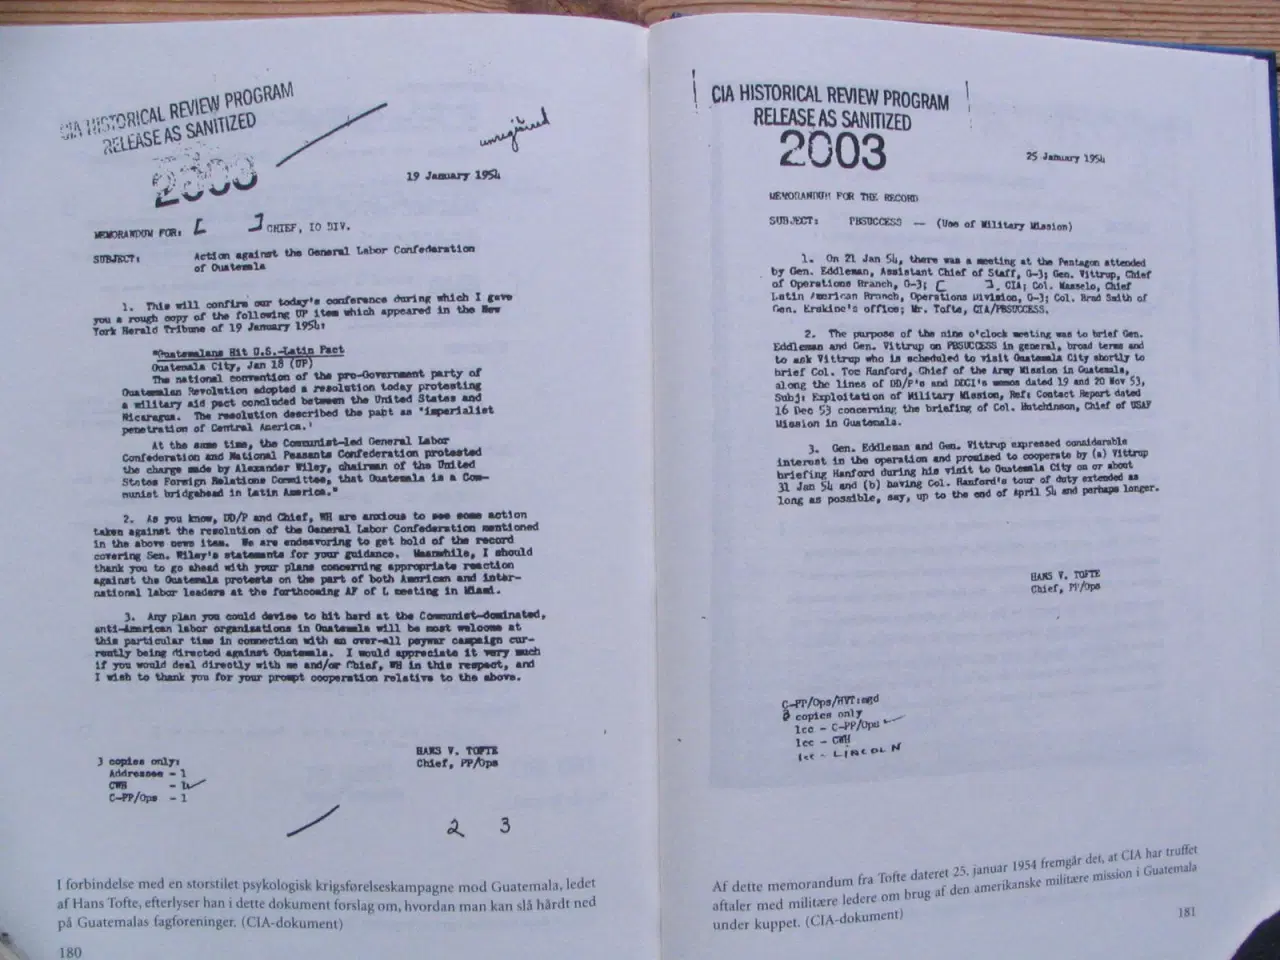 CIA HISTORICAL REVIEW PROGRAM
RELEASE AS SANITIZED
2003
unregistered
19 January 1954
MEMORANDUM FOR: [ ] CHIEF, IO DIV.
SUBJECT: Action against the General Labor Confederation
of Guatemala
1. This will confirm our today's conference during which I gave
you a rough copy of the following UP item which appeared in the New
York Herald Tribune of 19 January 1954:
"Guatemalans Hit U.S.-Latin Pact
Guatemala City, Jan 18 (UP)
The national convention of the pro-Government party of
Guatemalan Revolution adopted a resolution today protesting
a military aid pact concluded between the United States and
Nicaragua. The resolution described the pact as 'imperialist
penetration of Central America.'
At the same time, the Communist-led General Labor
Confederation and National Peasants Confederation protested
the charge made by Alexander Wiley, chairman of the United
States Foreign Relations Committee, that Guatemala is a Com-
munist bridgehead in Latin America."
2. As you know, DD/P and Chief, WH are anxious to see some action
taken against the resolution of the General Labor Confederation mentioned
in the above news item. We are endeavoring to get hold of the record
covering Sen. Wiley's statements for your guidance. Meanwhile, I should
thank you to go ahead with your plans concerning appropriate reaction
against the Guatemala protests on the part of both American and inter-
national labor leaders at the forthcoming AF of L meeting in Miami.
3. Any plan you could devise to hit hard at the Communist-dominated,
anti-American labor organizations in Guatemala will be most welcome at
this particular time in connection with an over-all psywar campaign cur-
rently being directed against Guatemala. I would appreciate it very much
if you would deal directly with me and/or Chief, WH in this respect, and
I wish to thank you for your prompt cooperation relative to the above.
HANS V. TOFTE
Chief, PP/Ops
3 copies only:
Addressee - 1
CWH - 1
C-PP/Ops - 1
2 3
I forbindelse med en storstilet psykologisk krigsførelseskampagne mod Guatemala, ledet
af Hans Tofte, efterlyser han i dette dokument forslag om, hvordan man kan slå hårdt ned
på Guatemalas fagforeninger. (CIA-dokument)
180
CIA HISTORICAL REVIEW PROGRAM
RELEASE AS SANITIZED
2003
25 January 1954
MEMORANDUM FOR THE RECORD
SUBJECT: PBSUCCESS — (Use of Military Mission)
1. On 21 Jan 54, there was a meeting at the Pentagon attended
by Gen. Eddleman, Assistant Chief of Staff, G-3; Gen. Vittrup, Chief
of Operations Branch, G-3; [ ], CIA; Col. Masselo, Chief
Latin American Branch, Operations Division, G-3; Col. Brad Smith of
Gen. Erskine's office; Mr. Tofte, CIA/PBSUCCESS.
2. The purpose of the nine o'clock meeting was to brief Gen.
Eddleman and Gen. Vittrup on PBSUCCESS in general, broad terms and
to ask Vittrup who is scheduled to visit Guatemala City shortly to
brief Col. Toc Hanford, Chief of the Army Mission in Guatemala,
along the lines of DD/P's and DDCI's memos dated 19 and 20 Nov 53,
Subj: Exploitation of Military Mission, Ref: Contact Report dated
16 Dec 53 concerning the briefing of Col. Hutchinson, Chief of USAF
Mission in Guatemala.
3. Gen. Eddleman and Gen. Vittrup expressed considerable
interest in the operation and promised to cooperate by (a) Vittrup
briefing Hanford during his visit to Guatemala City on or about
31 Jan 54 and (b) having Col. Hanford's tour of duty extended as
long as possible, say, up to the end of April 54 and perhaps longer.
HANS V. TOFTE
Chief, PP/Ops
C-PP/Ops/HVT:egd
3 copies only
1cc - C-PP/Ops
1cc - CWH
1cc - LINCOLN
Af dette memorandum fra Tofte dateret 25. januar 1954 fremgår det, at CIA har truffet
aftaler med militære ledere om brug af den amerikanske militære mission i Guatemala
under kuppet. (CIA-dokument)
181